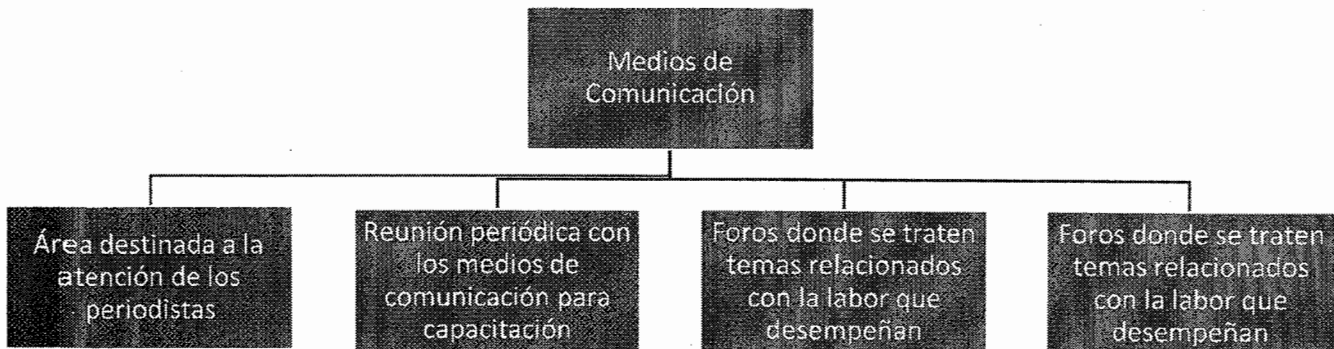 Medios de
Comunicación
Área destinada a la
atención de los
periodistas
Reunión periódica con
los medios de
comunicación para
capacitación
Foros donde se traten
temas relacionados
con la labor que
desempeñan
Foros donde se traten
temas relacionados
con la labor que
desempeñan